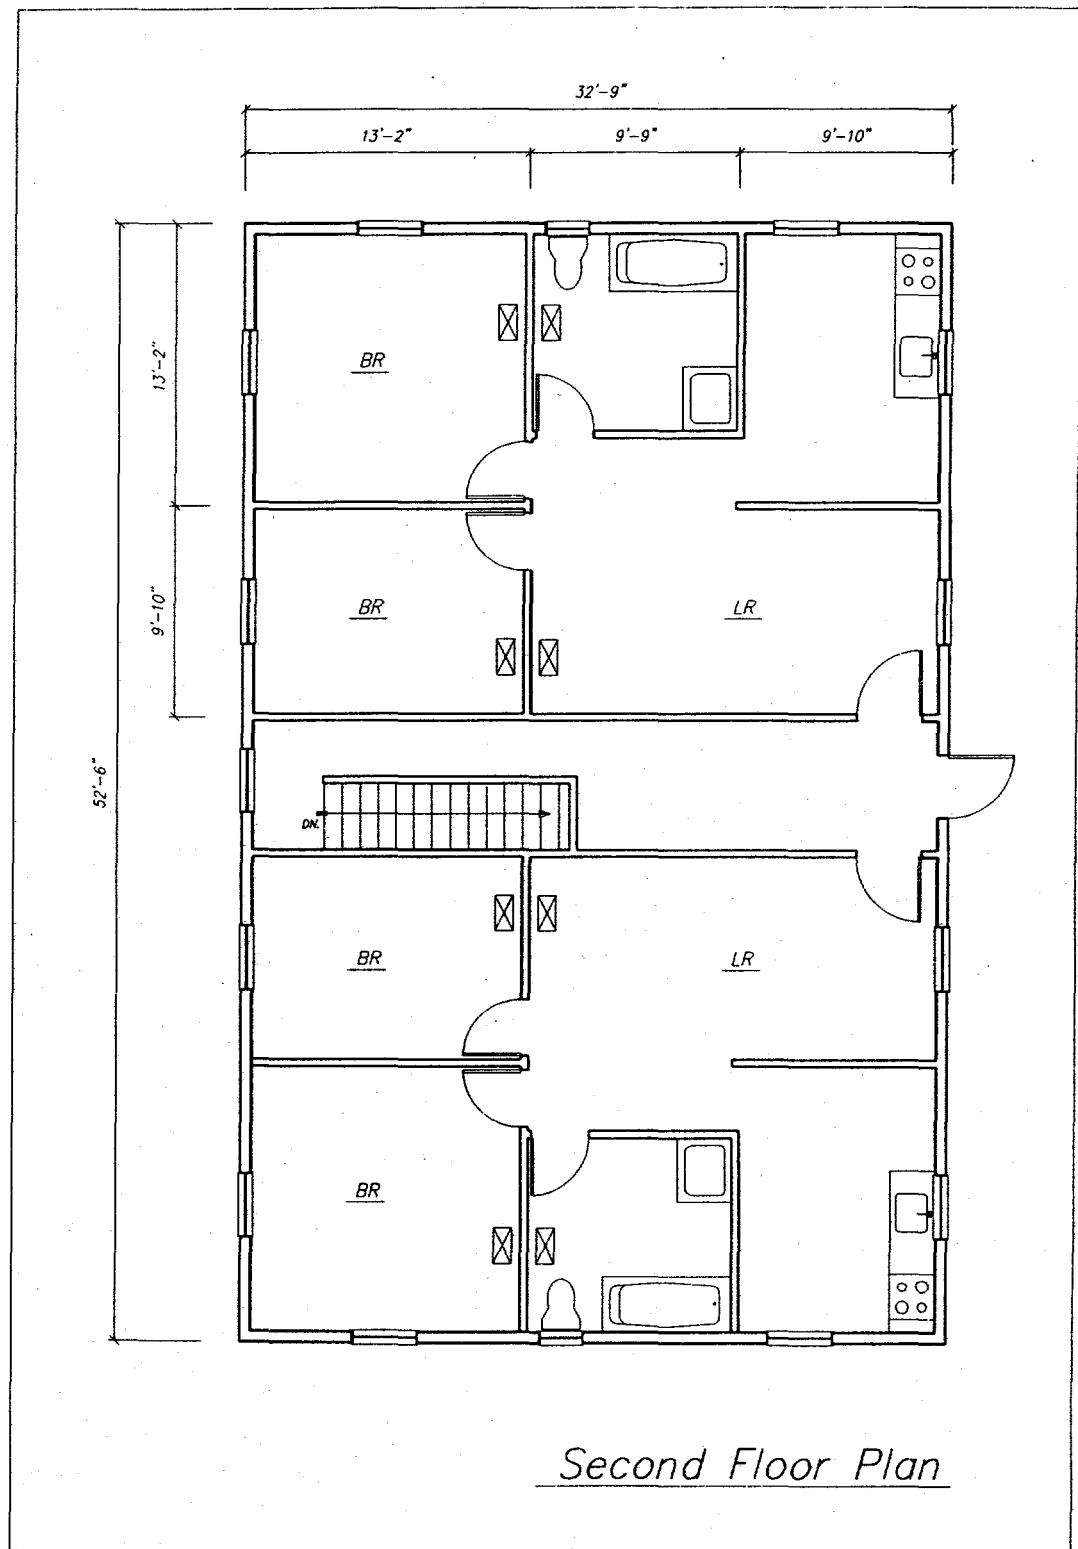 32'-9"
13'-2"
9'-9"
9'-10"
13'-2"
BR
9'-10"
BR
LR
52'-6"
DN.
BR
LR
BR
Second Floor Plan